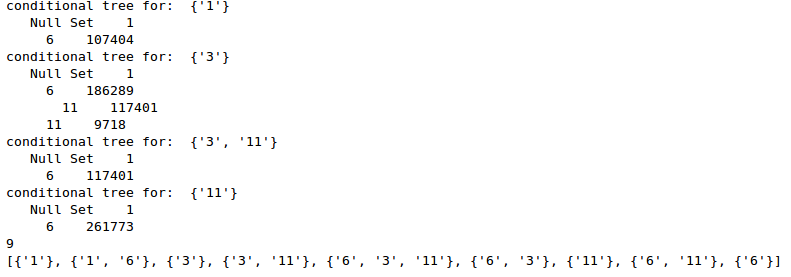 conditional tree for:  {'1'}
   Null Set    1
     6    107404
conditional tree for:  {'3'}
   Null Set    1
     6    186289
       11    117401
     11    9718
conditional tree for:  {'3', '11'}
   Null Set    1
     6    117401
conditional tree for:  {'11'}
   Null Set    1
     6    261773
9
[{'1'}, {'1', '6'}, {'3'}, {'3', '11'}, {'6', '3', '11'}, {'6', '3'}, {'11'}, {'6', '11'}, {'6'}]